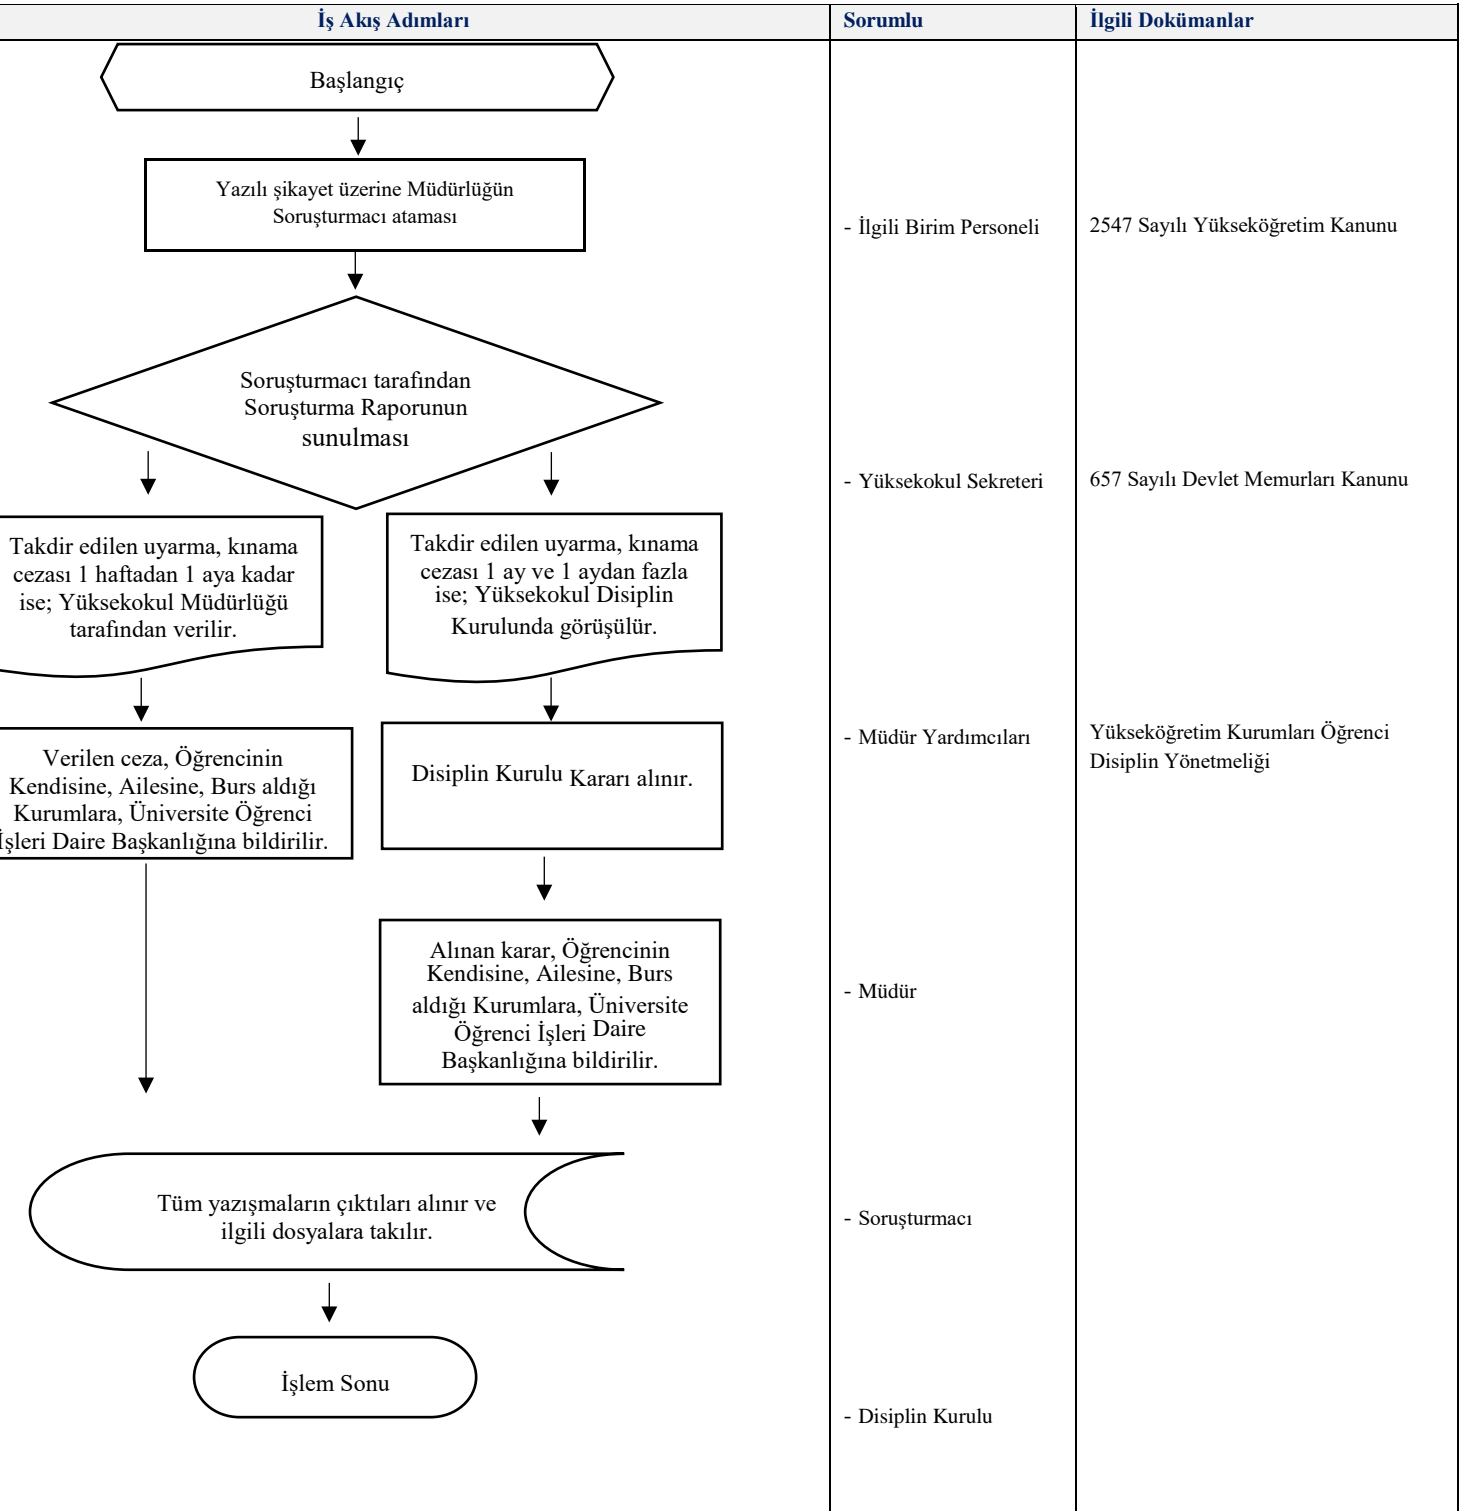 İş Akış Adımları
Sorumlu
İlgili Dokümanlar
Başlangıç
Yazılı şikayet üzerine Müdürlüğün
Soruşturmacı ataması
- İlgili Birim Personeli
2547 Sayılı Yükseköğretim Kanunu
Soruşturmacı tarafından
Soruşturma Raporunun
sunulması
- Yüksekokul Sekreteri
657 Sayılı Devlet Memurları Kanunu
Takdir edilen uyarma, kınama
cezası 1 haftadan 1 aya kadar
ise; Yüksekokul Müdürlüğü
tarafından verilir.
Takdir edilen uyarma, kınama
cezası 1 ay ve 1 aydan fazla
ise; Yüksekokul Disiplin
Kurulunda görüşülür.
- Müdür Yardımcıları
Yükseköğretim Kurumları Öğrenci
Disiplin Yönetmeliği
Verilen ceza, Öğrencinin
Kendisine, Ailesine, Burs aldığı
Kurumlara, Üniversite Öğrenci
İşleri Daire Başkanlığına bildirilir.
Disiplin Kurulu Kararı alınır.
Alınan karar, Öğrencinin
Kendisine, Ailesine, Burs
aldığı Kurumlara, Üniversite
Öğrenci İşleri Daire
Başkanlığına bildirilir.
- Müdür
Tüm yazışmaların çıktıları alınır ve
ilgili dosyalara takılır.
- Soruşturmacı
İşlem Sonu
- Disiplin Kurulu